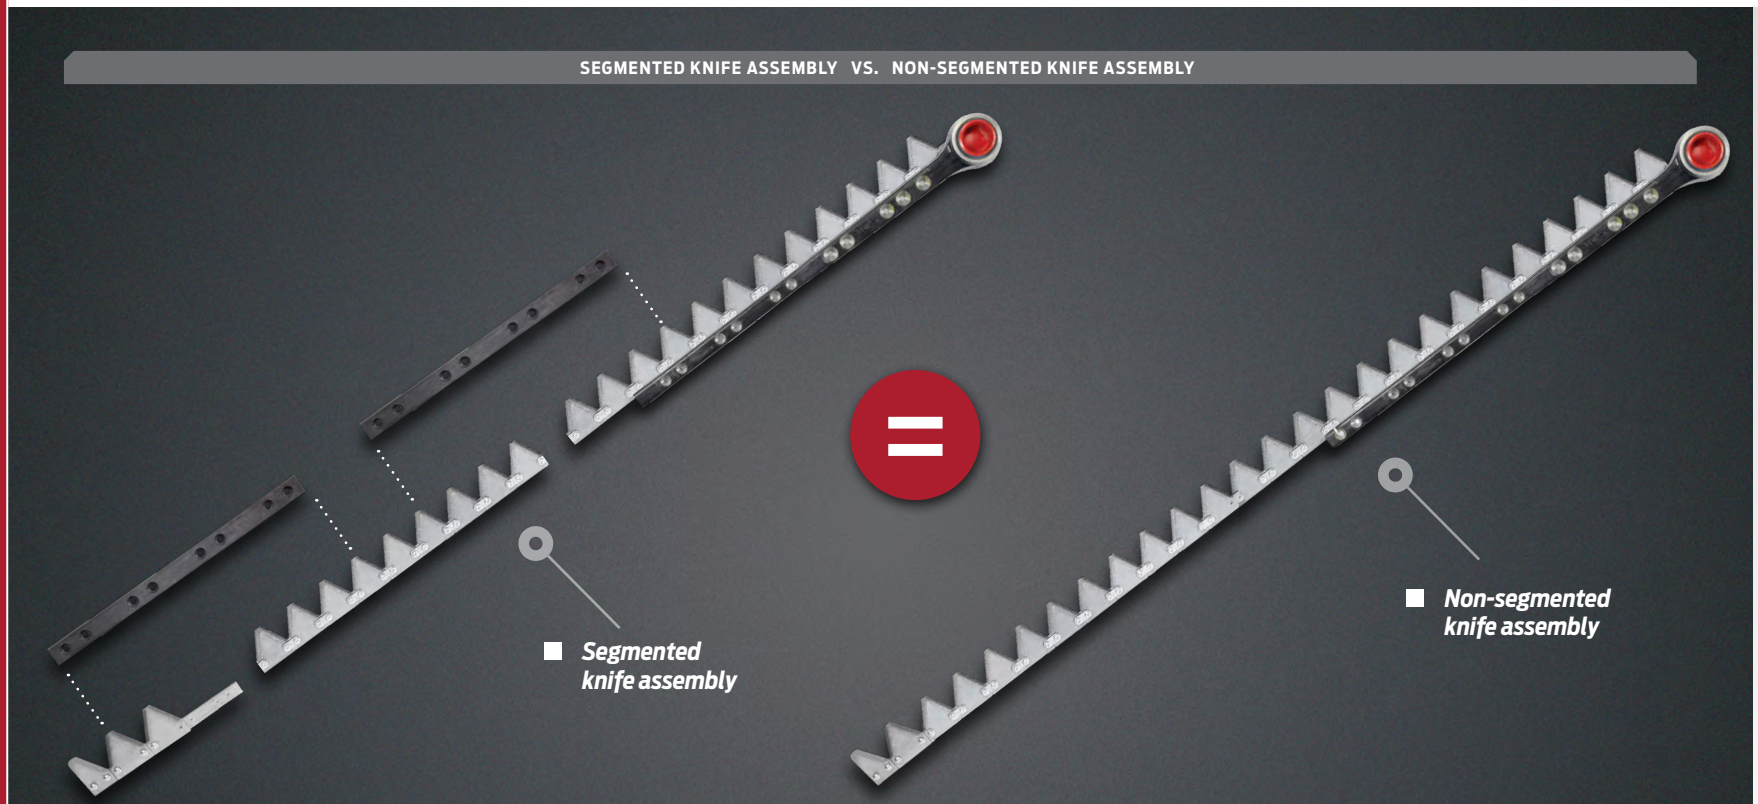 SEGMENTED KNIFE ASSEMBLY VS. NON-SEGMENTED KNIFE ASSEMBLY
Segmented
knife assembly
Non-segmented
knife assembly